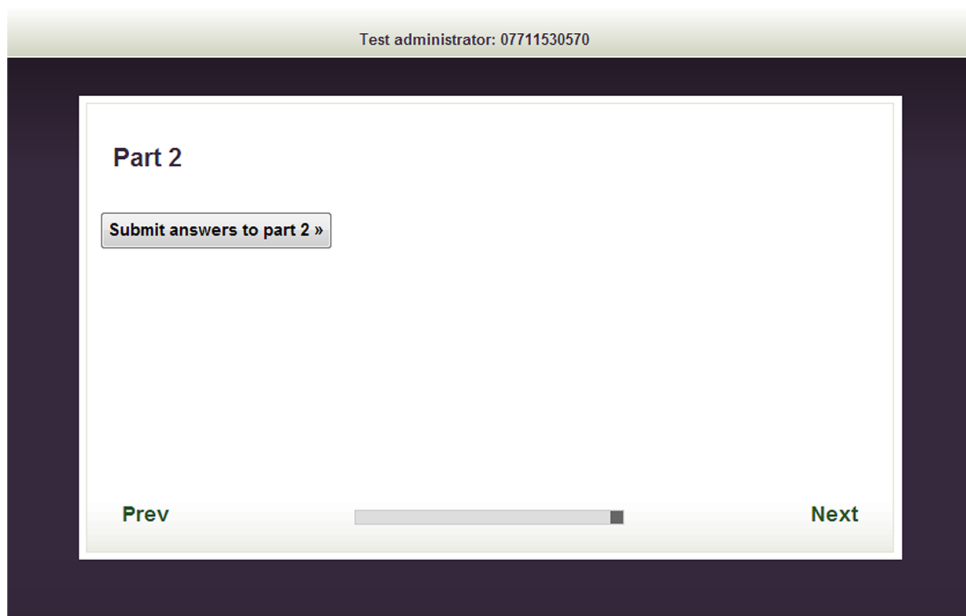 Test administrator: 07711530570
Part 2
Submit answers to part 2 »
Prev
Next